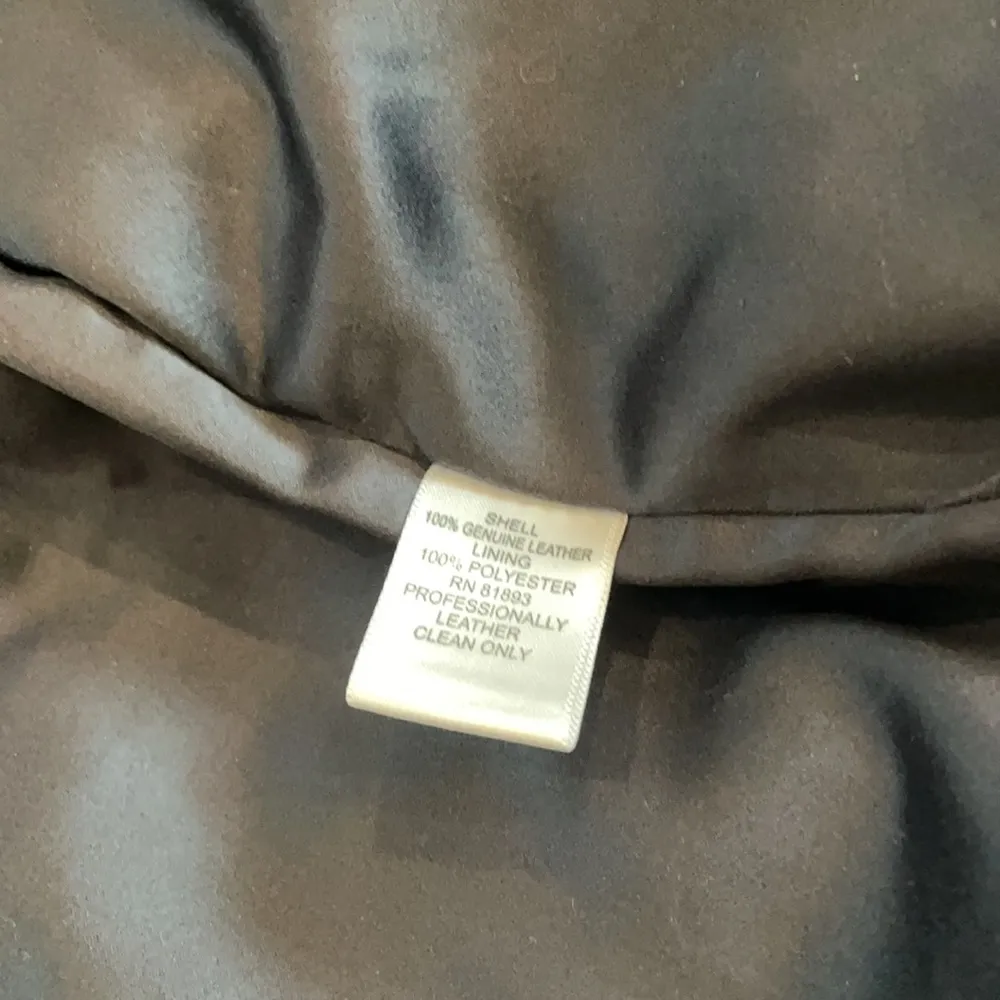 SHELL
100% GENUINE LEATHER
LINING
100% POLYESTER
RN 81893
PROFESSIONALLY
LEATHER
CLEAN ONLY